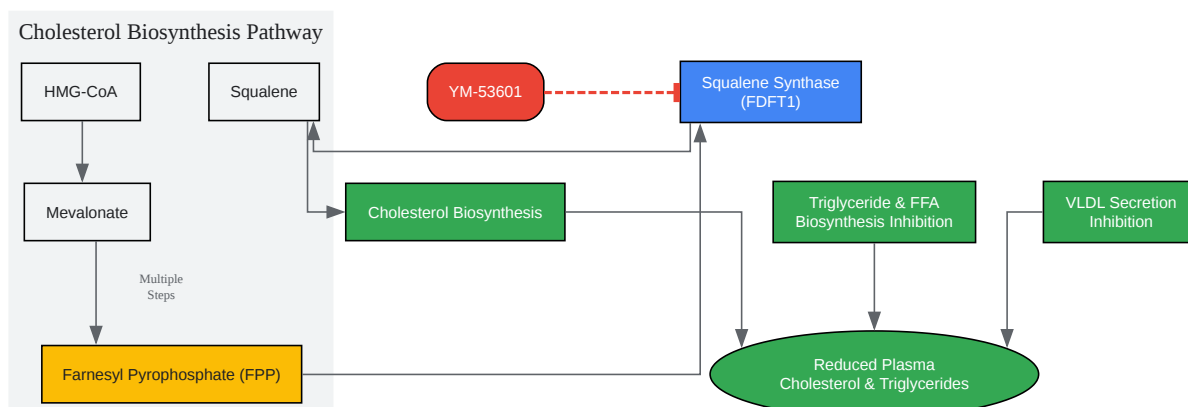 Cholesterol Biosynthesis Pathway
HMG-CoA
Squalene
YM-53601
Squalene Synthase
(FDFT1)
Mevalonate
Cholesterol Biosynthesis
Triglyceride & FFA
Biosynthesis Inhibition
VLDL Secretion
Inhibition
Multiple
Steps
Farnesyl Pyrophosphate (FPP)
Reduced Plasma
Cholesterol & Triglycerides